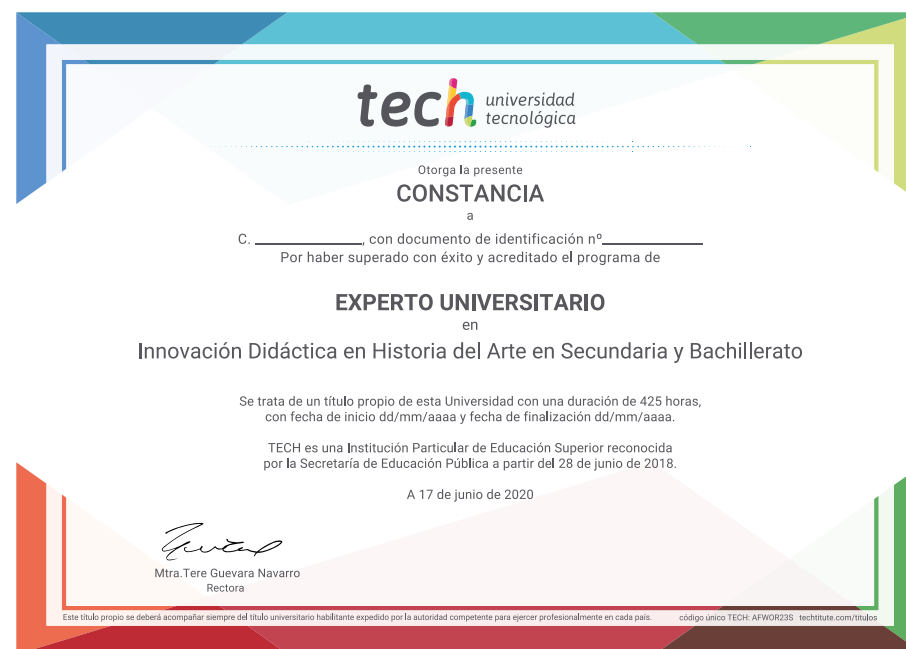 tech universidad
tecnológica
Otorga la presente
CONSTANCIA
a
C. ______________, con documento de identificación nº_____________
Por haber superado con éxito y acreditado el programa de
EXPERTO UNIVERSITARIO
en
Innovación Didáctica en Historia del Arte en Secundaria y Bachillerato
Se trata de un título propio de esta Universidad con una duración de 425 horas,
con fecha de inicio dd/mm/aaaa y fecha de finalización dd/mm/aaaa.
TECH es una Institución Particular de Educación Superior reconocida
por la Secretaría de Educación Pública a partir del 28 de junio de 2018.
A 17 de junio de 2020
Mtra.Tere Guevara Navarro
Rectora
Este título propio se deberá acompañar siempre del título universitario habilitante expedido por la autoridad competente para ejercer profesionalmente en cada país. código único TECH: AFWOR23S techtitute.com/titulos